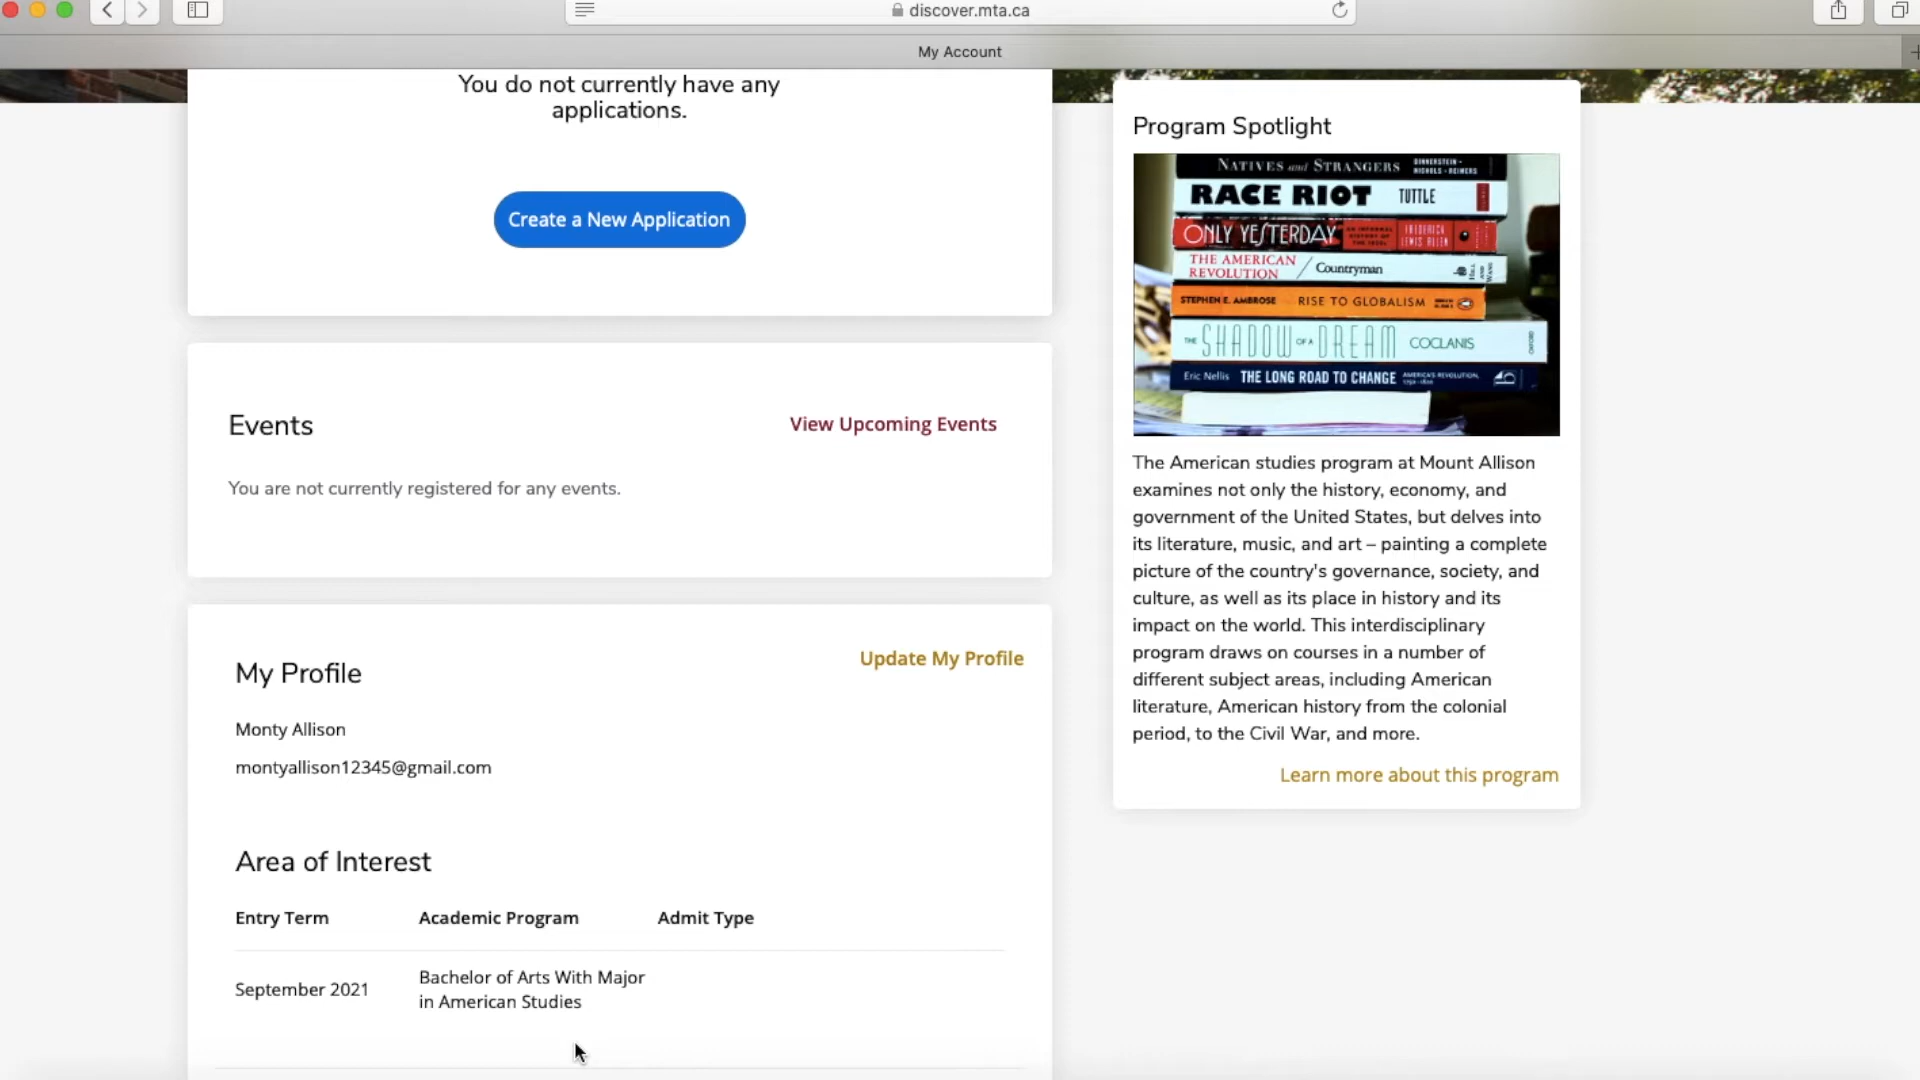 discover.mta.ca
My Account
You do not currently have any
applications.
Create a New Application
Events
View Upcoming Events
You are not currently registered for any events.
My Profile
Update My Profile
Monty Allison
montyallison12345@gmail.com
Area of Interest
Entry Term Academic Program Admit Type
September 2021
Bachelor of Arts With Major
in American Studies
Program Spotlight
NATIVES and STRANGERS DINNERSTEIN - NICHOLS - REIMERS
RACE RIOT TUTTLE
ONLY YESTERDAY AN INFORMAL HISTORY OF THE 1920s FREDERICK LEWIS ALLEN
THE AMERICAN REVOLUTION / Countryman HILL AND WANG
STEPHEN E. AMBROSE RISE TO GLOBALISM
THE SHADOW OF A DREAM COCLANIS OXFORD
Eric Nellis THE LONG ROAD TO CHANGE AMERICA'S REVOLUTION, 1750-1820
The American studies program at Mount Allison
examines not only the history, economy, and
government of the United States, but delves into
its literature, music, and art – painting a complete
picture of the country's governance, society, and
culture, as well as its place in history and its
impact on the world. This interdisciplinary
program draws on courses in a number of
different subject areas, including American
literature, American history from the colonial
period, to the Civil War, and more.
Learn more about this program